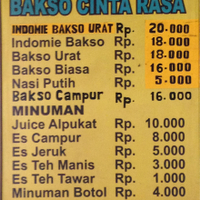 BAKSO CINTA RASA
INDOMIE BAKSO URAT Rp. 20.000
Indomie Bakso Rp. 18.000
Bakso Urat Rp. 18.000
Bakso Biasa Rp. 16.000
Nasi Putih Rp. 5.000
Bakso Campur Rp. 16.000
MINUMAN
Juice Alpukat Rp. 10.000
Es Campur Rp. 8.000
Es Jeruk Rp. 5.000
Es Teh Manis Rp. 3.000
Es Teh Tawar Rp. 1.000
Minuman Botol Rp. 4.000